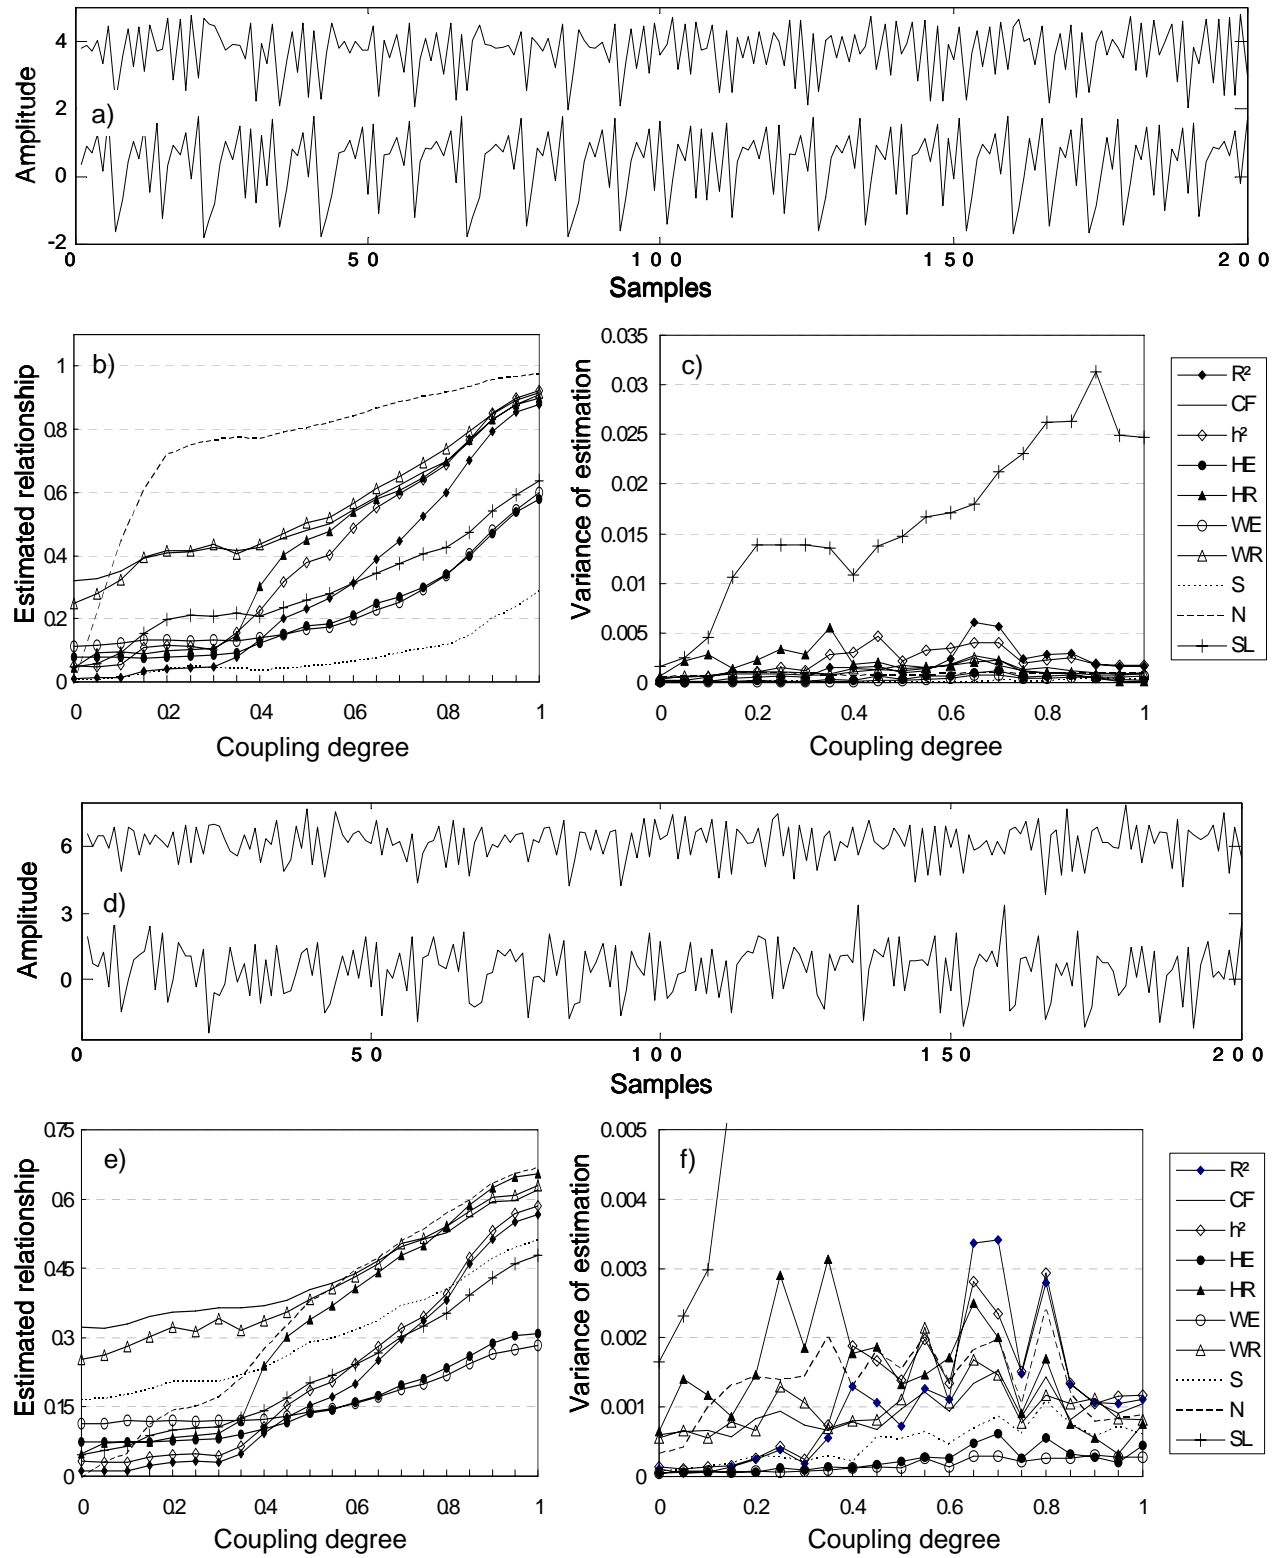 4
2
0
-2
Amplitude
a)
0
50
100
150
200
Samples
1
0.8
0.6
0.4
02
0
Estimated relationship
b)
0
02
0.4
0.6
0.8
1
Coupling degree
0.035
0.03
0.025
0.02
0.015
0.01
0.005
0
Variance of estimation
c)
0
0.2
0.4
0.6
0.8
1
Coupling degree
R²
CF
h²
HE
HR
WE
WR
S
N
SL
6
3
0
Amplitude
d)
0
50
100
150
200
Samples
0.75
0.6
0.45
0.3
0.15
0
Estimated relationship
e)
0
02
0.4
0.6
0.8
1
Coupling degree
0.005
0.004
0.003
0.002
0.001
0
Variance of estimation
f)
0
0.2
0.4
0.6
0.8
1
Coupling degree
R²
CF
h²
HE
HR
WE
WR
S
N
SL